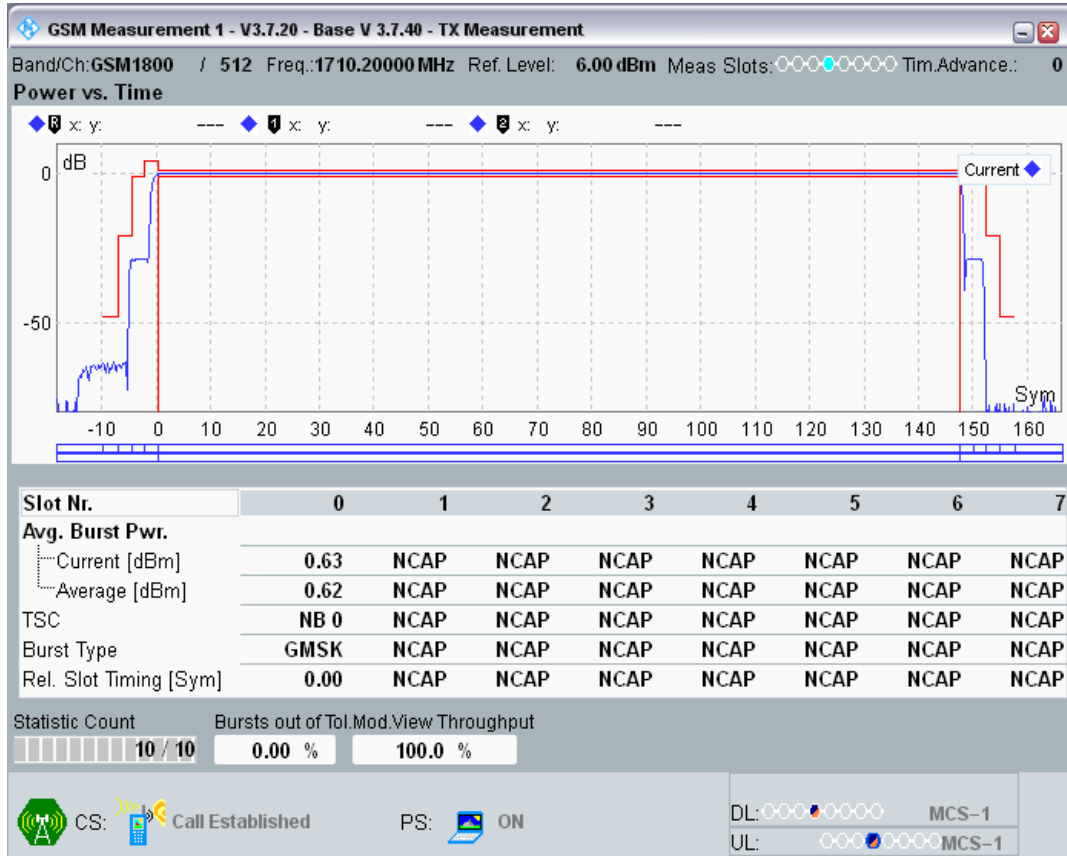 GSM Measurement 1 - V3.7.20 - Base V 3.7.40 - TX Measurement
Band/Ch:GSM1800 / 512 Freq.:1710.20000 MHz Ref. Level: 6.00 dBm Meas Slots: Tim.Advance.: 0
Power vs. Time
R x: y: --- 1 x: y: --- 2 x: y: ---
dB
Current
0
-50
Sym
-10 0 10 20 30 40 50 60 70 80 90 100 110 120 130 140 150 160
Slot Nr. 0 1 2 3 4 5 6 7
Avg. Burst Pwr.
Current [dBm] 0.63 NCAP NCAP NCAP NCAP NCAP NCAP NCAP
Average [dBm] 0.62 NCAP NCAP NCAP NCAP NCAP NCAP NCAP
TSC NB 0 NCAP NCAP NCAP NCAP NCAP NCAP NCAP
Burst Type GMSK NCAP NCAP NCAP NCAP NCAP NCAP NCAP
Rel. Slot Timing [Sym] 0.00 NCAP NCAP NCAP NCAP NCAP NCAP NCAP
Statistic Count Bursts out of Tol. Mod.View Throughput
10 / 10 0.00 % 100.0 %
CS: Call Established PS: ON DL: MCS-1
UL: MCS-1